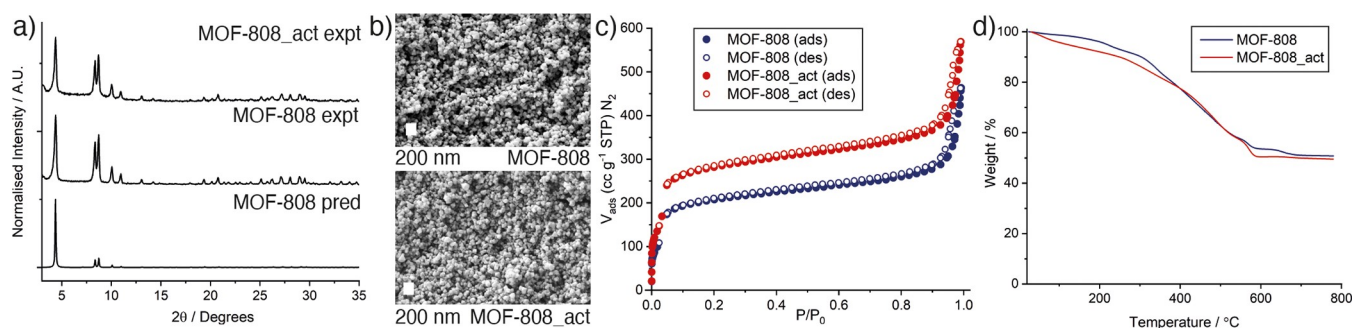 a)
MOF-808_act expt
MOF-808 expt
MOF-808 pred
Normalised Intensity / A.U.
5 10 15 20 25 30 35
2θ / Degrees
b)
200 nm MOF-808
200 nm MOF-808_act
c)
MOF-808 (ads)
MOF-808 (des)
MOF-808_act (ads)
MOF-808_act (des)
600
500
400
300
200
100
0
V_ads (cc g⁻¹ STP) N₂
0.0 0.2 0.4 0.6 0.8 1.0
P/P₀
d)
MOF-808
MOF-808_act
100
80
60
40
20
0
Weight / %
0 200 400 600 800
Temperature / °C